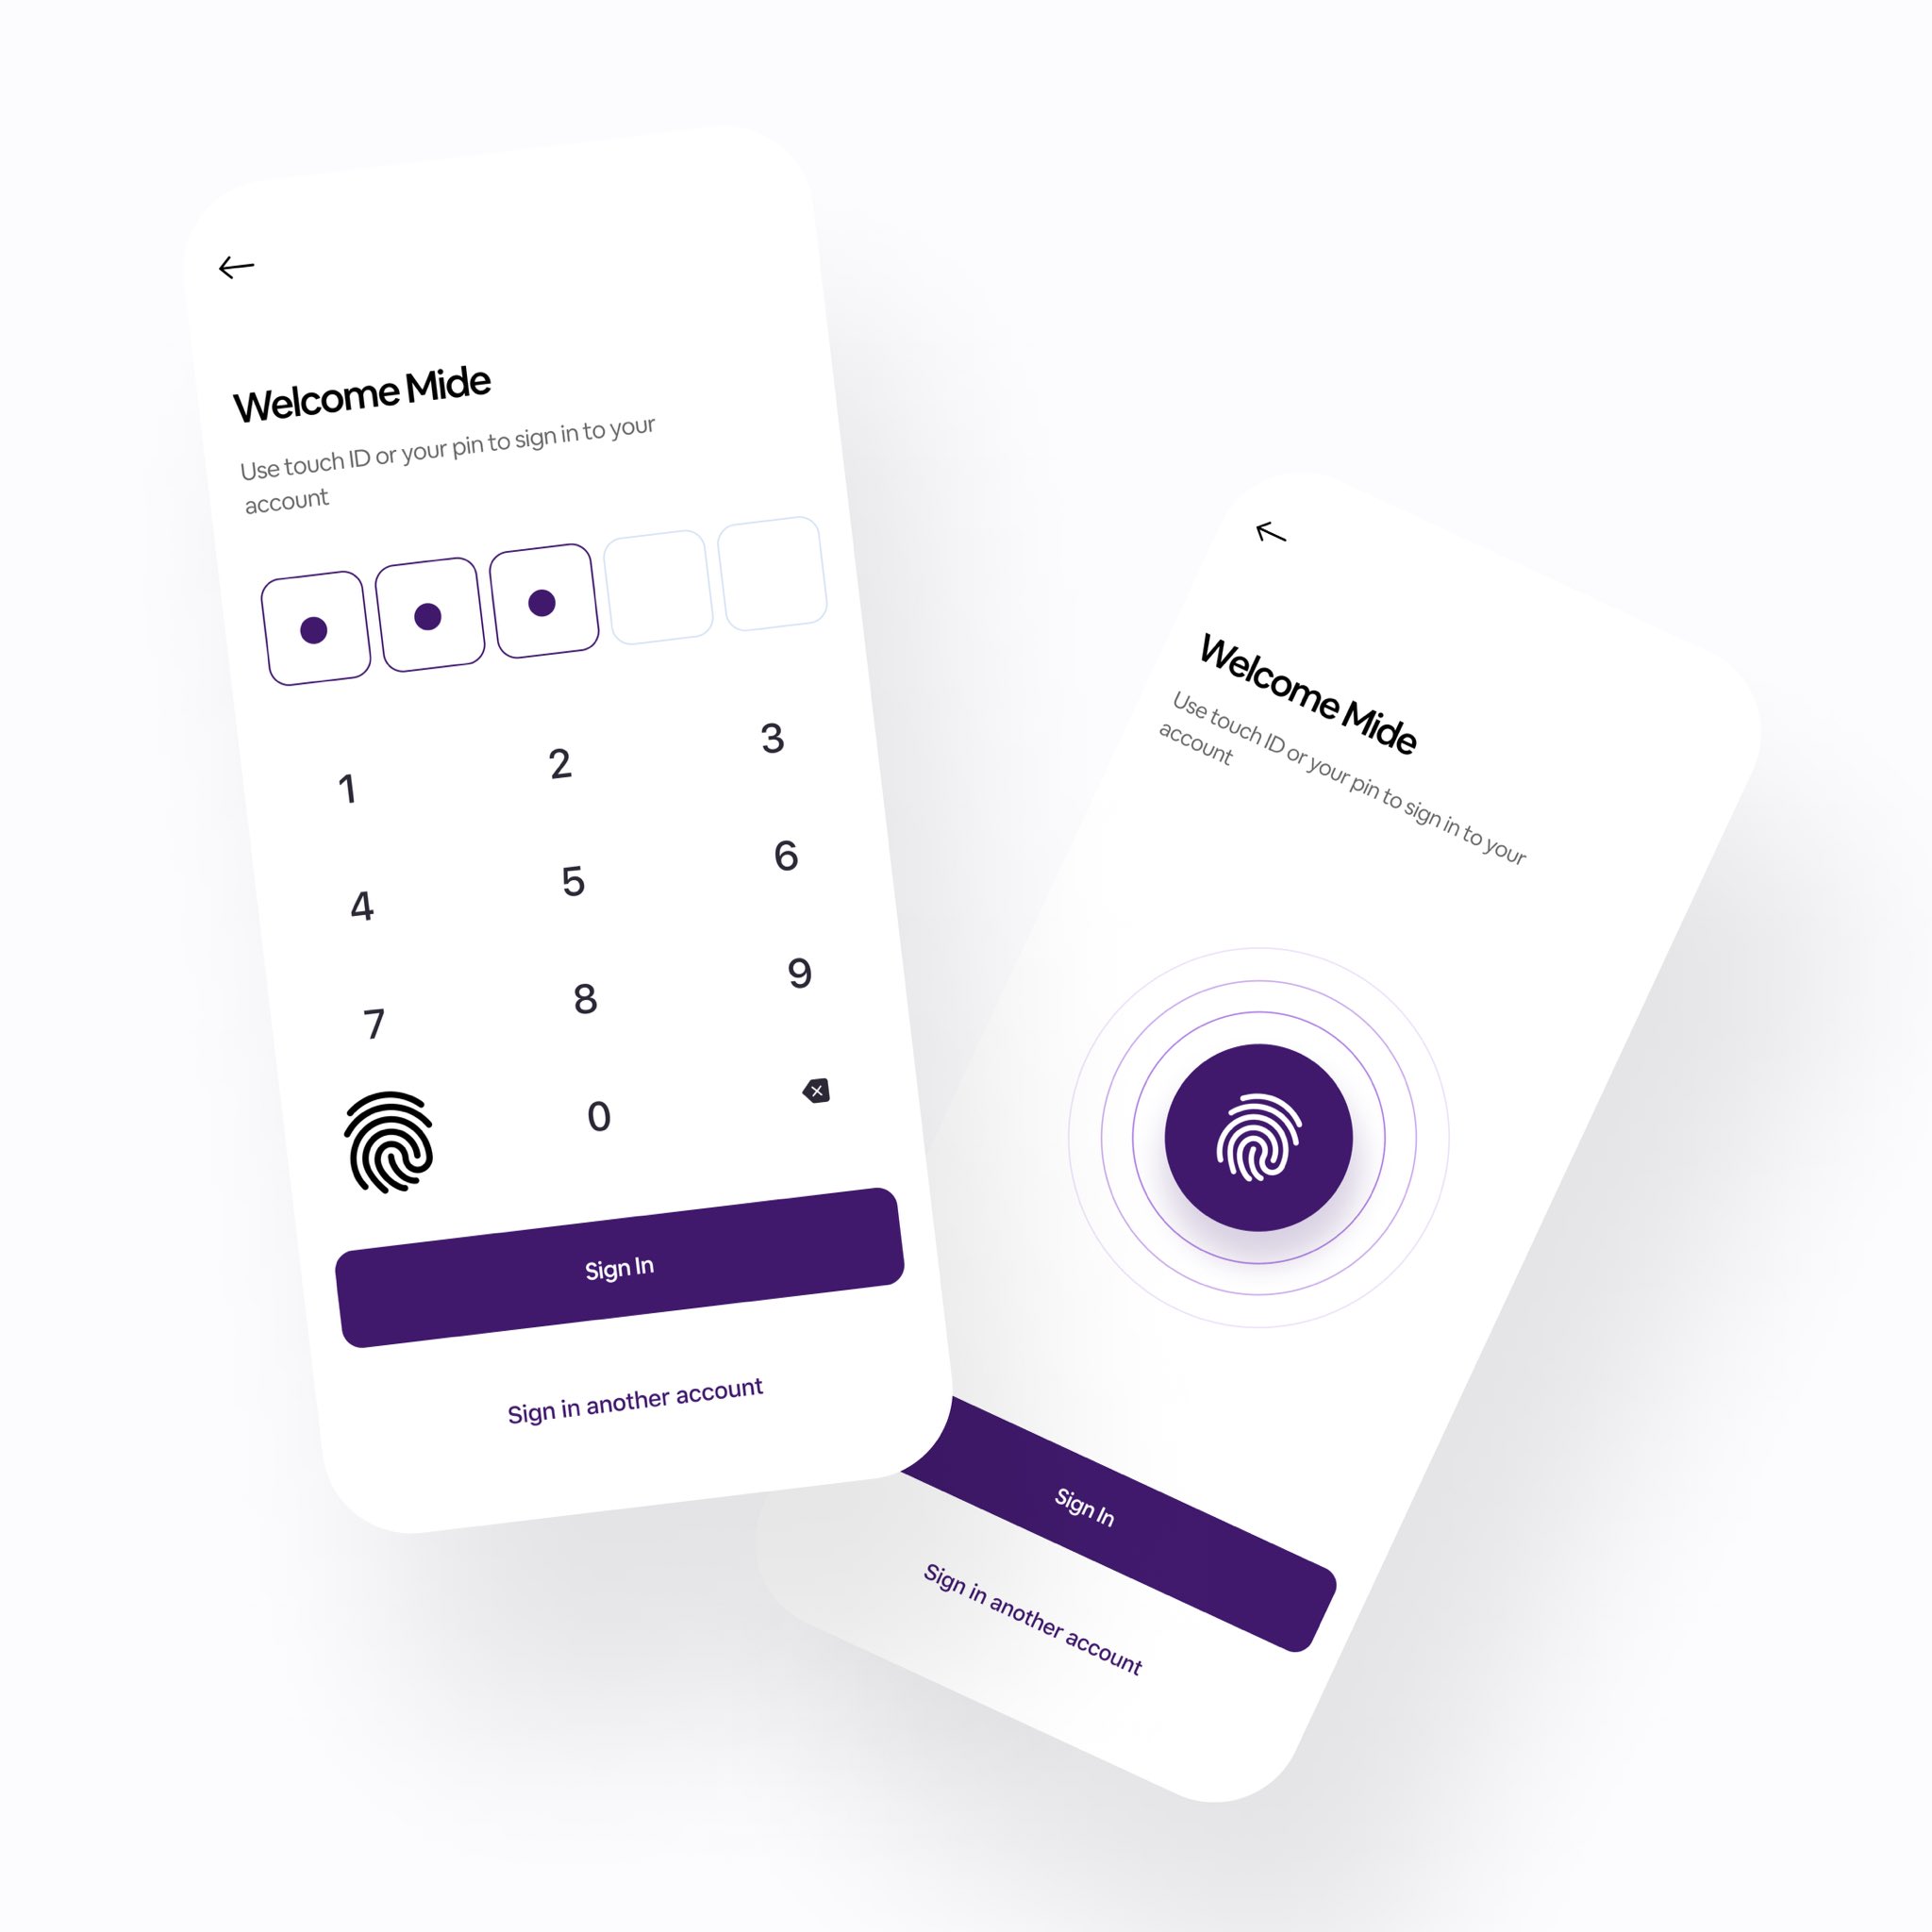 Welcome Mide
Use touch ID or your pin to sign in to your
account
1 2 3
4 5 6
7 8 9
0
Sign In
Sign in another account
Welcome Mide
Use touch ID or your pin to sign in to your
account
Sign In
Sign in another account